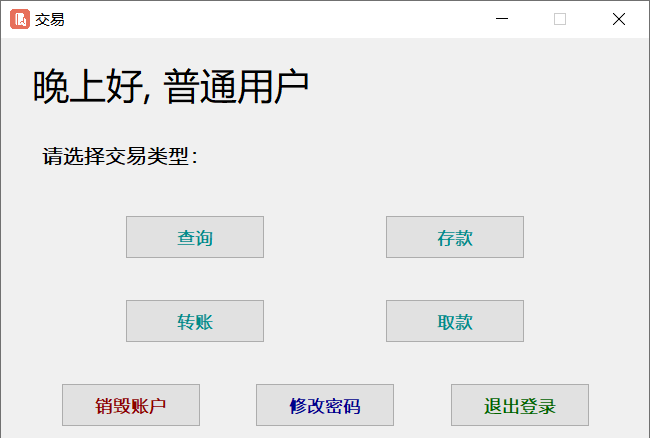 交易
晚上好, 普通用户
请选择交易类型：
查询
存款
转账
取款
销毁账户
修改密码
退出登录